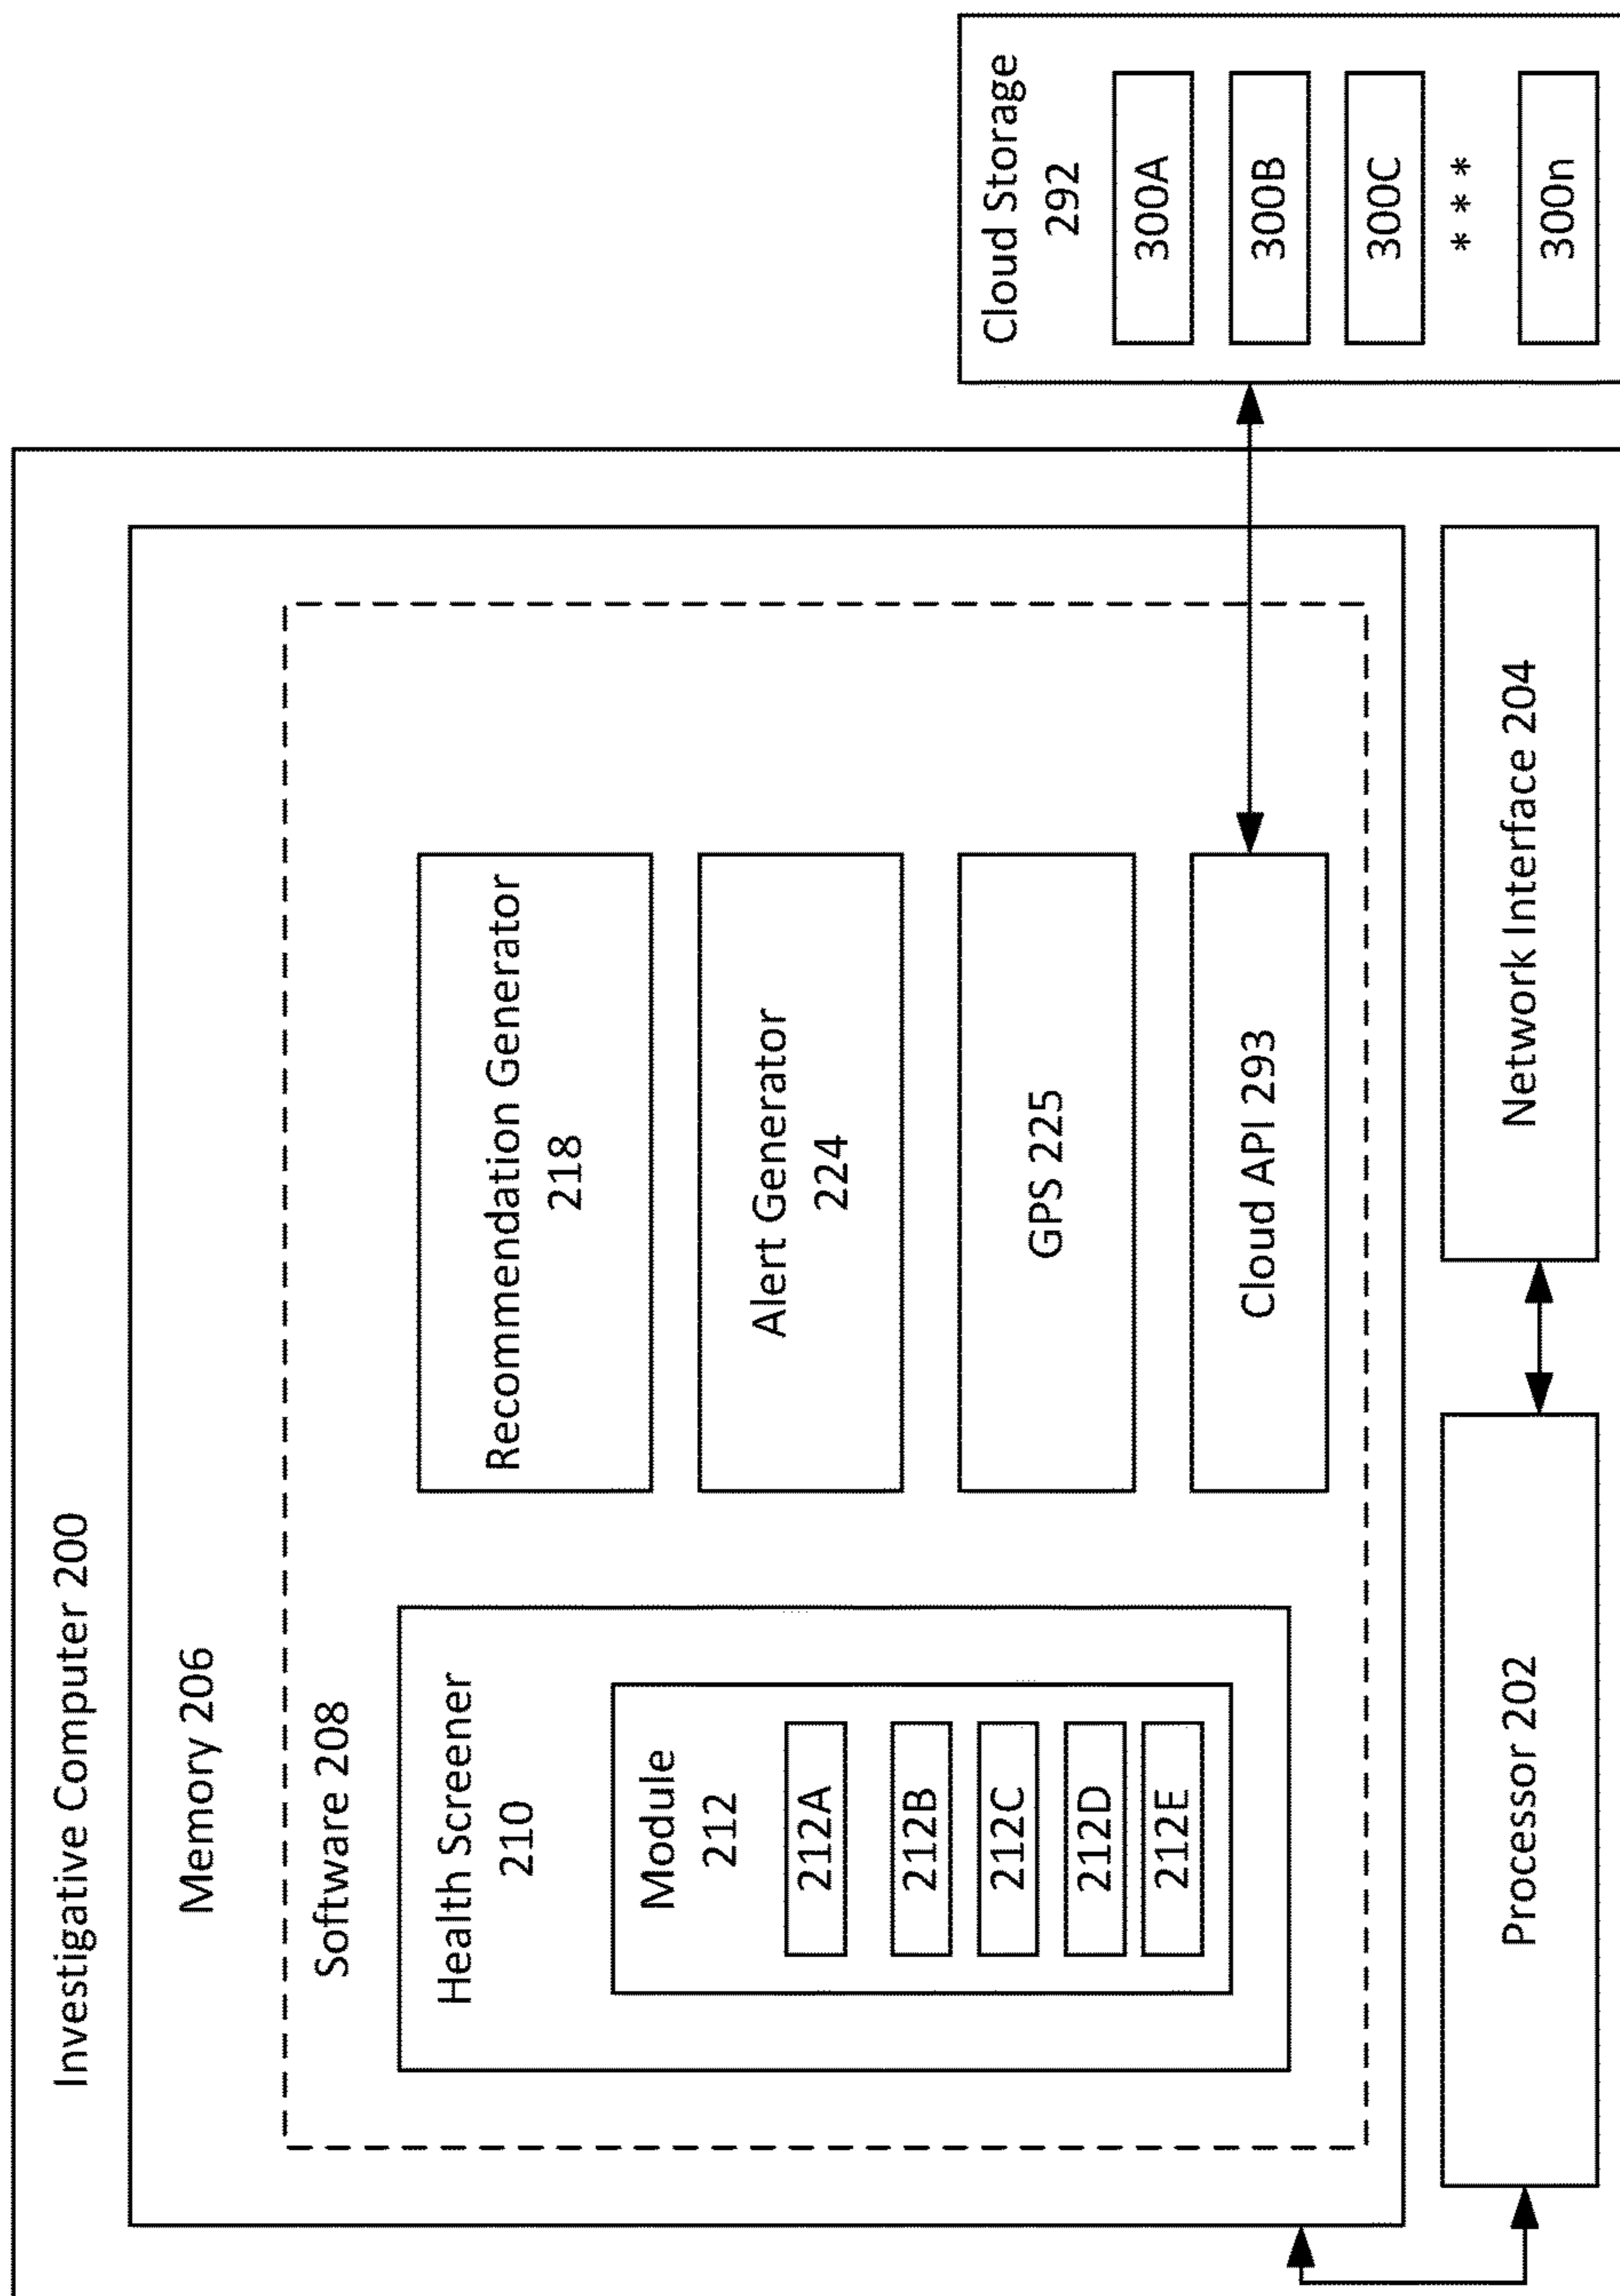 Investigative Computer 200
Memory 206
Software 208
Health Screener
210
Module
212
212A
212B
212C
212D
212E
Recommendation Generator
218
Alert Generator
224
GPS 225
Cloud API 293
Processor 202
Network Interface 204
Cloud Storage
292
300A
300B
300C
* * *
300n